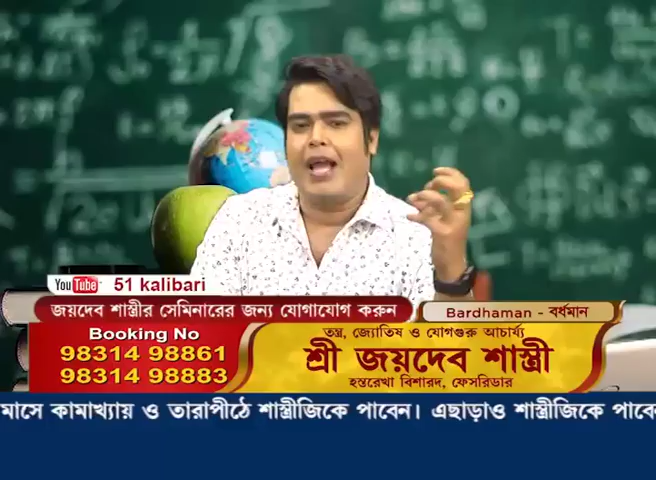 YouTube 51 kalibari
জয়দেব শাস্ত্রীর সেমিনারের জন্য যোগাযোগ করুন
Bardhaman - বর্ধমান
Booking No
98314 98861
98314 98883
তন্ত্র, জ্যোতিষ ও যোগগুরু আচার্য্য
শ্রী জয়দেব শাস্ত্রী
হস্তরেখা বিশারদ, ফেসরিডার
মাসে কামাখ্যায় ও তারাপীঠে শাস্ত্রীজিকে পাবেন। এছাড়াও শাস্ত্রীজিকে